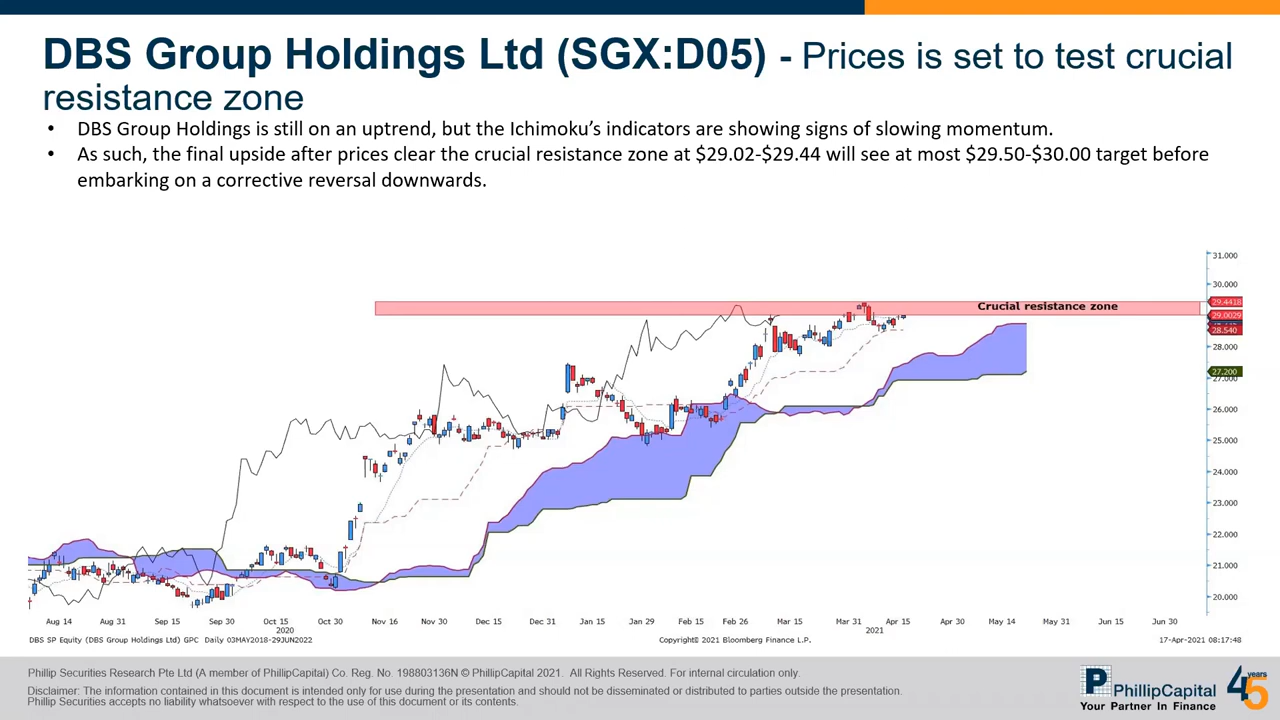 DBS Group Holdings Ltd (SGX:D05) - Prices is set to test crucial
resistance zone
• DBS Group Holdings is still on an uptrend, but the Ichimoku's indicators are showing signs of slowing momentum.
• As such, the final upside after prices clear the crucial resistance zone at $29.02-$29.44 will see at most $29.50-$30.00 target before
embarking on a corrective reversal downwards.
31.000
30.000
Crucial resistance zone
29.4418
29.0029
28.540
28.000
27.200
27.000
26.000
25.000
24.000
23.000
22.000
21.000
20.000
Aug 14 Aug 31 Sep 15 Sep 30 Oct 15 Oct 30 Nov 16 Nov 30 Dec 15 Dec 31 Jan 15 Jan 29 Feb 15 Feb 26 Mar 15 Mar 31 Apr 15 Apr 30 May 14 May 31 Jun 15 Jun 30
2020 2021
DBS SP Equity (DBS Group Holdings Ltd) GPC Daily 03MAY2018-29JUN2022 Copyright© 2021 Bloomberg Finance L.P. 17-Apr-2021 08:17:48
Phillip Securities Research Pte Ltd (A member of PhillipCapital) Co. Reg. No. 198803136N © PhillipCapital 2021. All Rights Reserved. For internal circulation only.
Disclaimer: The information contained in this document is intended only for use during the presentation and should not be disseminated or distributed to parties outside the presentation.
Phillip Securities accepts no liability whatsoever with respect to the use of this document or its contents.
P PhillipCapital
Your Partner In Finance
45 years